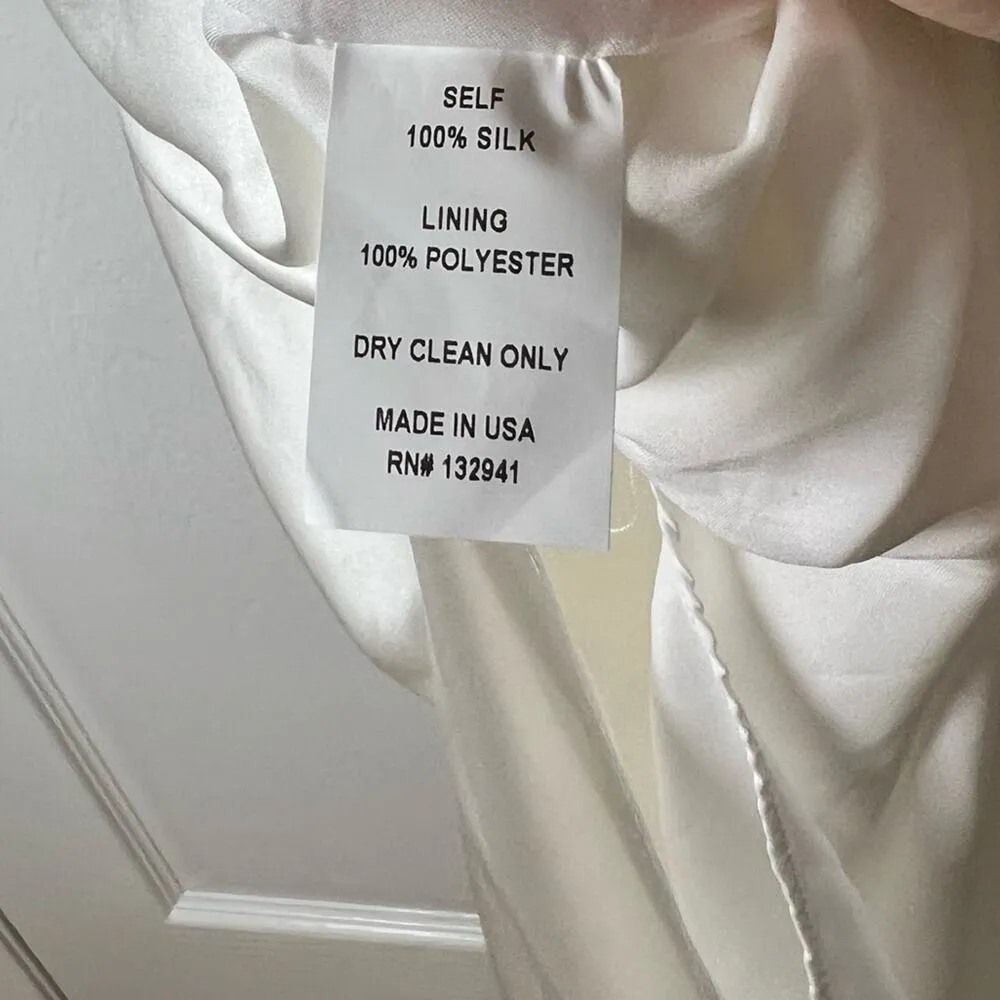 SELF
100% SILK
LINING
100% POLYESTER
DRY CLEAN ONLY
MADE IN USA
RN# 132941